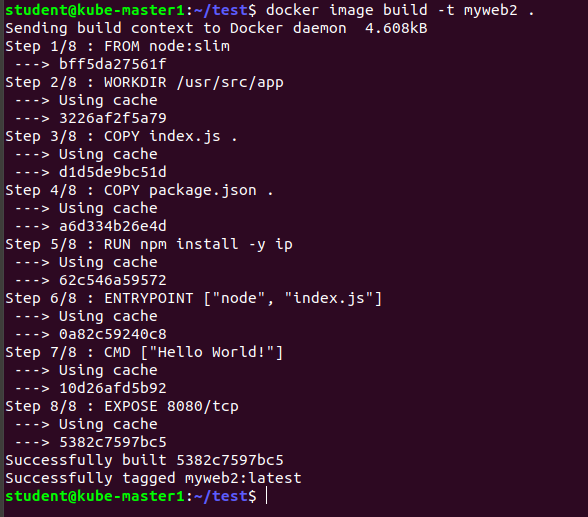 student@kube-master1:~/test$ docker image build -t myweb2 .
Sending build context to Docker daemon  4.608kB
Step 1/8 : FROM node:slim
 ---> bff5da27561f
Step 2/8 : WORKDIR /usr/src/app
 ---> Using cache
 ---> 3226af2f5a79
Step 3/8 : COPY index.js .
 ---> Using cache
 ---> d1d5de9bc51d
Step 4/8 : COPY package.json .
 ---> Using cache
 ---> a6d334b26e4d
Step 5/8 : RUN npm install -y ip
 ---> Using cache
 ---> 62c546a59572
Step 6/8 : ENTRYPOINT ["node", "index.js"]
 ---> Using cache
 ---> 0a82c59240c8
Step 7/8 : CMD ["Hello World!"]
 ---> Using cache
 ---> 10d26afd5b92
Step 8/8 : EXPOSE 8080/tcp
 ---> Using cache
 ---> 5382c7597bc5
Successfully built 5382c7597bc5
Successfully tagged myweb2:latest
student@kube-master1:~/test$